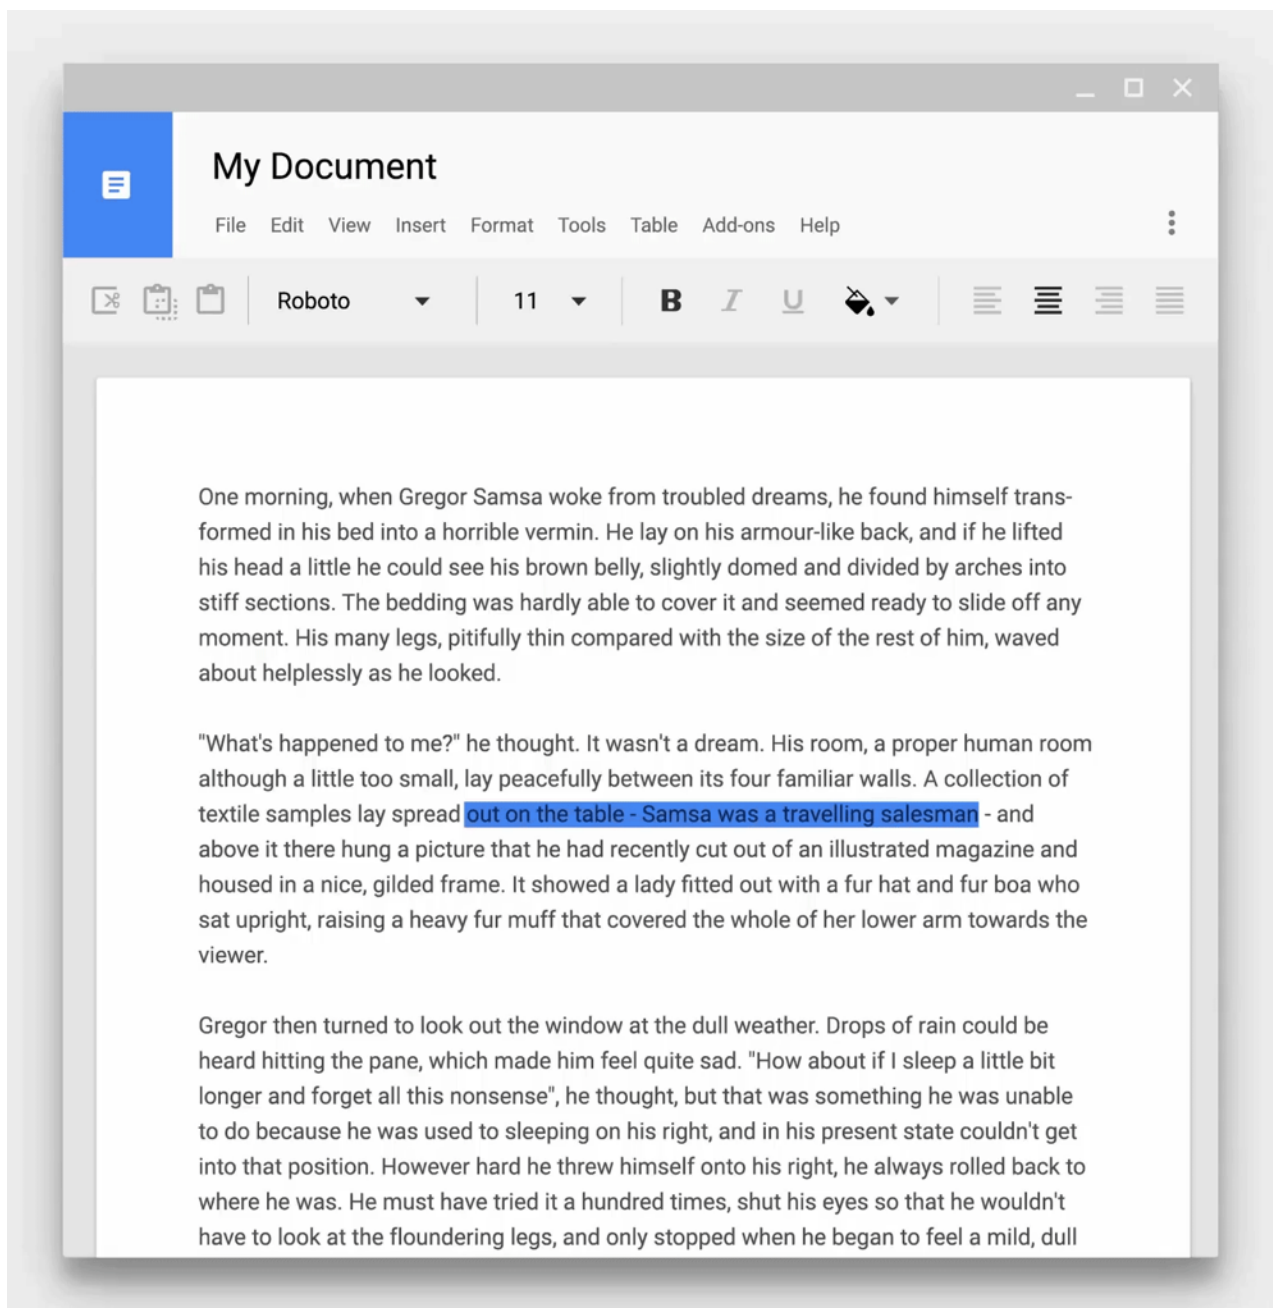 My Document
File Edit View Insert Format Tools Table Add-ons Help
Roboto 11 B I U
One morning, when Gregor Samsa woke from troubled dreams, he found himself trans-
formed in his bed into a horrible vermin. He lay on his armour-like back, and if he lifted
his head a little he could see his brown belly, slightly domed and divided by arches into
stiff sections. The bedding was hardly able to cover it and seemed ready to slide off any
moment. His many legs, pitifully thin compared with the size of the rest of him, waved
about helplessly as he looked.
"What's happened to me?" he thought. It wasn't a dream. His room, a proper human room
although a little too small, lay peacefully between its four familiar walls. A collection of
textile samples lay spread out on the table - Samsa was a travelling salesman - and
above it there hung a picture that he had recently cut out of an illustrated magazine and
housed in a nice, gilded frame. It showed a lady fitted out with a fur hat and fur boa who
sat upright, raising a heavy fur muff that covered the whole of her lower arm towards the
viewer.
Gregor then turned to look out the window at the dull weather. Drops of rain could be
heard hitting the pane, which made him feel quite sad. "How about if I sleep a little bit
longer and forget all this nonsense", he thought, but that was something he was unable
to do because he was used to sleeping on his right, and in his present state couldn't get
into that position. However hard he threw himself onto his right, he always rolled back to
where he was. He must have tried it a hundred times, shut his eyes so that he wouldn't
have to look at the floundering legs, and only stopped when he began to feel a mild, dull